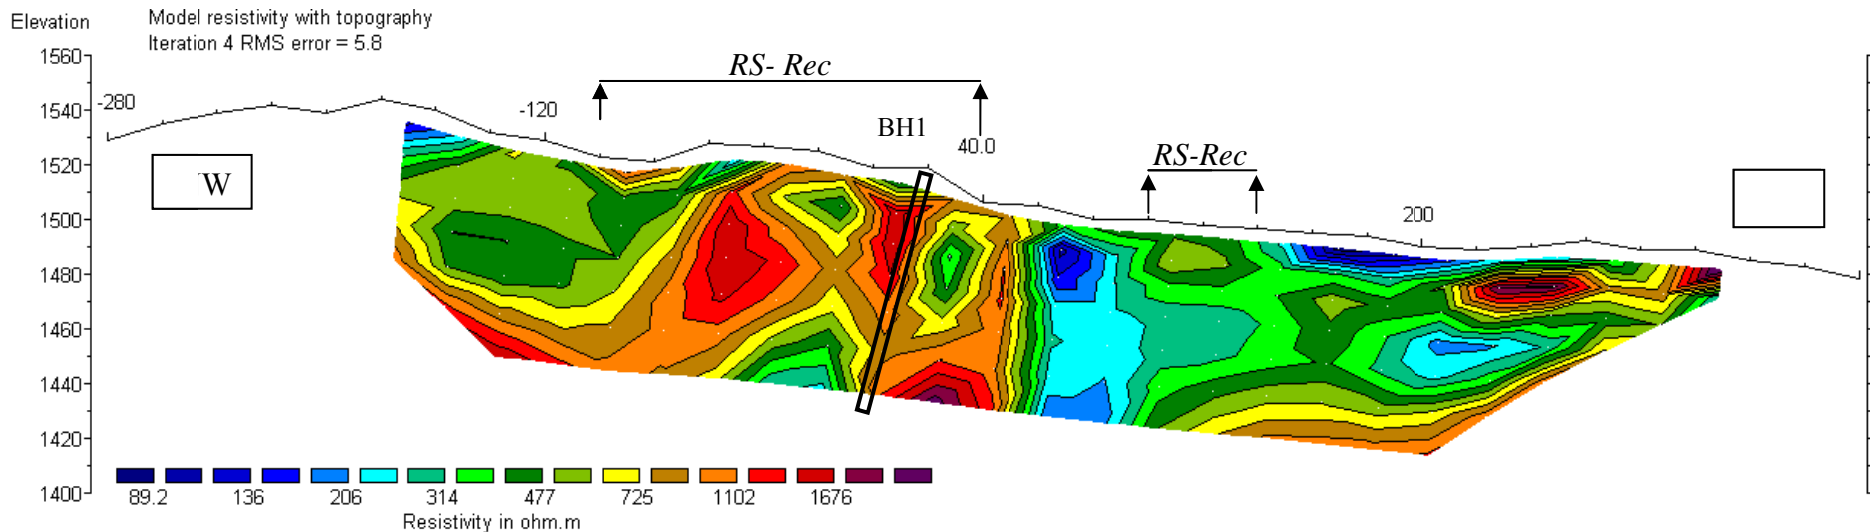 Elevation
Model resistivity with topography
Iteration 4 RMS error = 5.8
1560
1540
1520
1500
1480
1460
1440
1420
1400
-280
-120
40.0
200
RS- Rec
BH1
RS-Rec
W
89.2 136 206 314 477 725 1102 1676
Resistivity in ohm.m